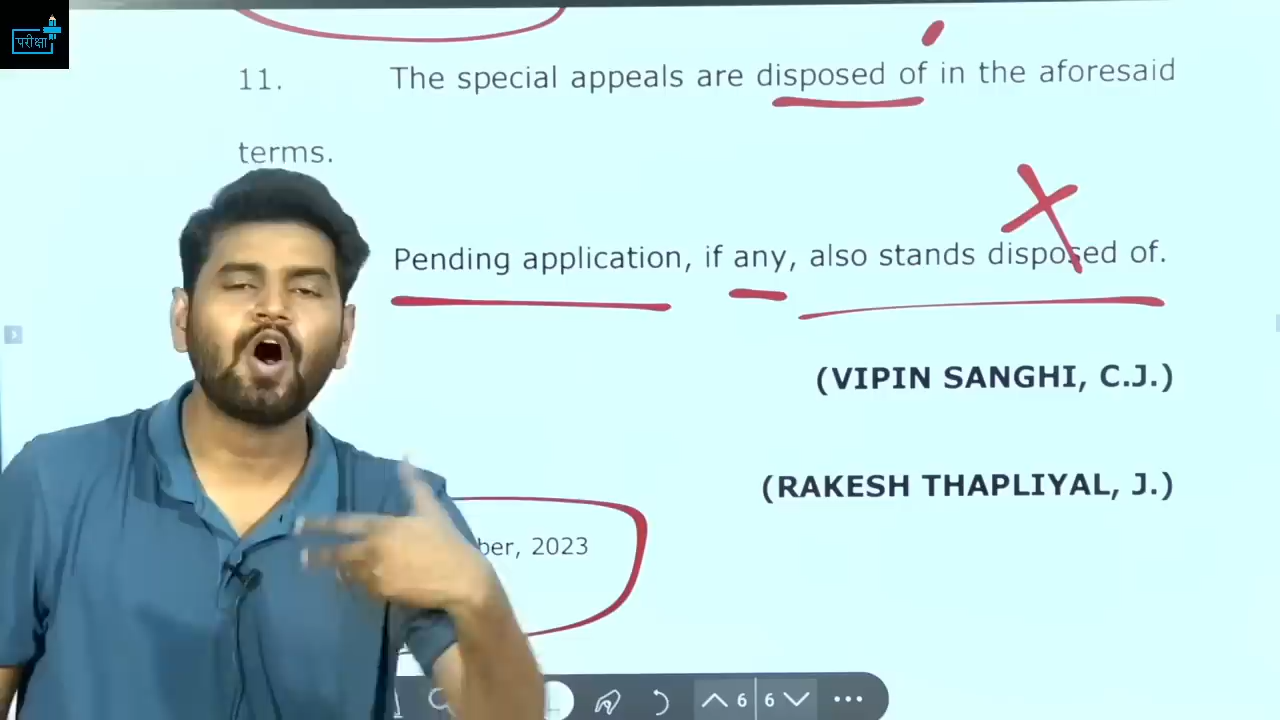 परीक्षा
11. The special appeals are disposed of in the aforesaid
terms.
Pending application, if any, also stands disposed of.
(VIPIN SANGHI, C.J.)
(RAKESH THAPLIYAL, J.)
2023
6 6